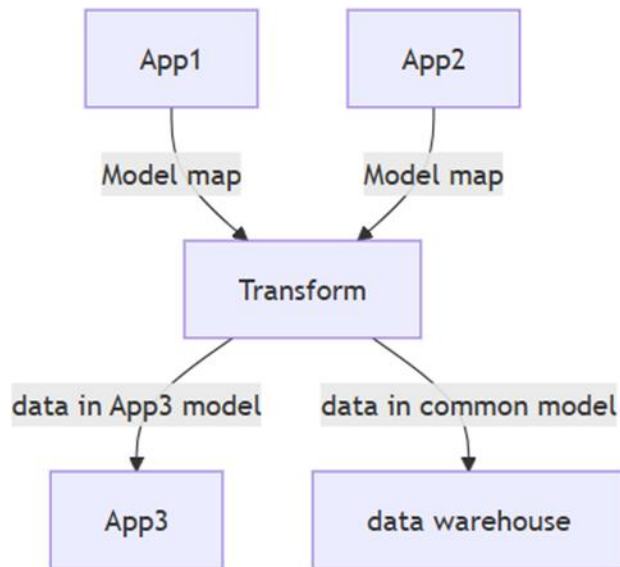 App1
App2
Model map
Model map
Transform
data in App3 model
data in common model
App3
data warehouse